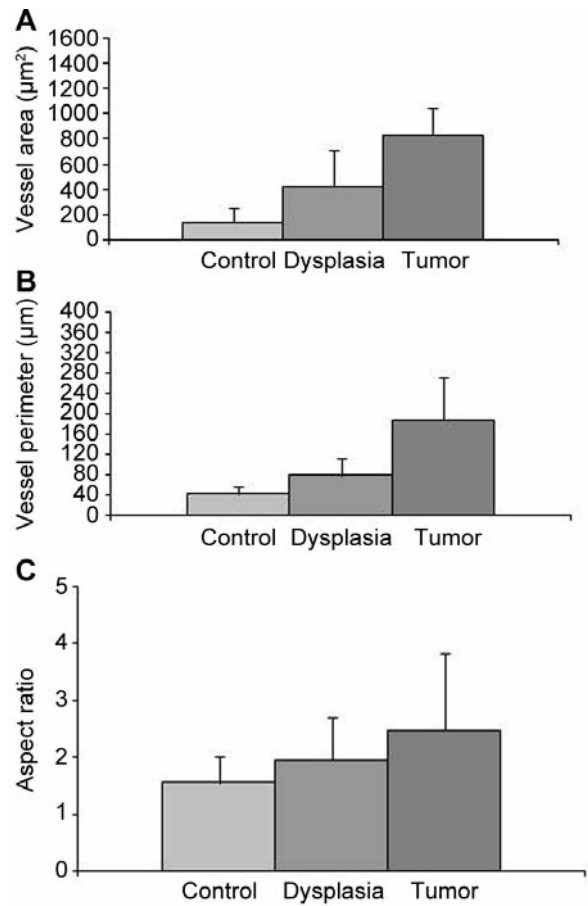 A
Vessel area (µm²)
1600
1400
1200
1000
800
600
400
200
0
Control Dysplasia Tumor
B
Vessel perimeter (µm)
400
360
320
280
240
200
160
120
80
40
0
Control Dysplasia Tumor
C
Aspect ratio
5
4
3
2
1
0
Control Dysplasia Tumor